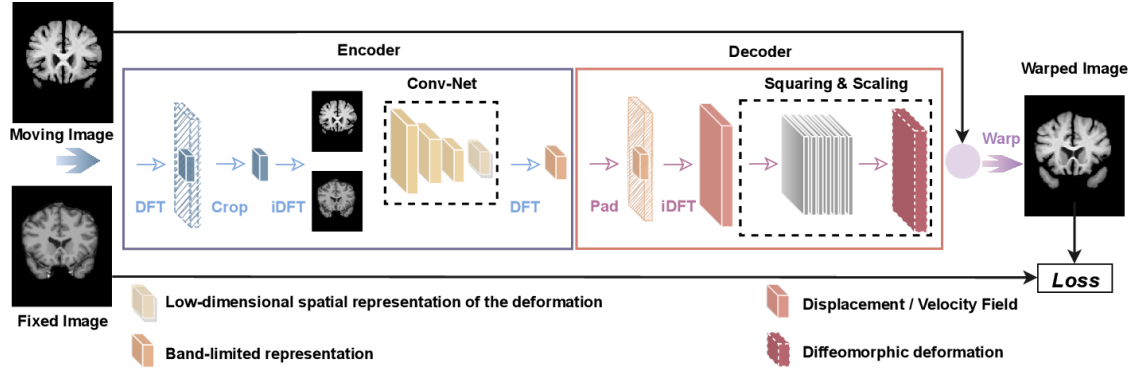 Encoder
Decoder
Moving Image
Conv-Net
Squaring & Scaling
Warped Image
Warp
DFT
Crop
iDFT
DFT
Pad
iDFT
Loss
Fixed Image
Low-dimensional spatial representation of the deformation
Displacement / Velocity Field
Band-limited representation
Diffeomorphic deformation